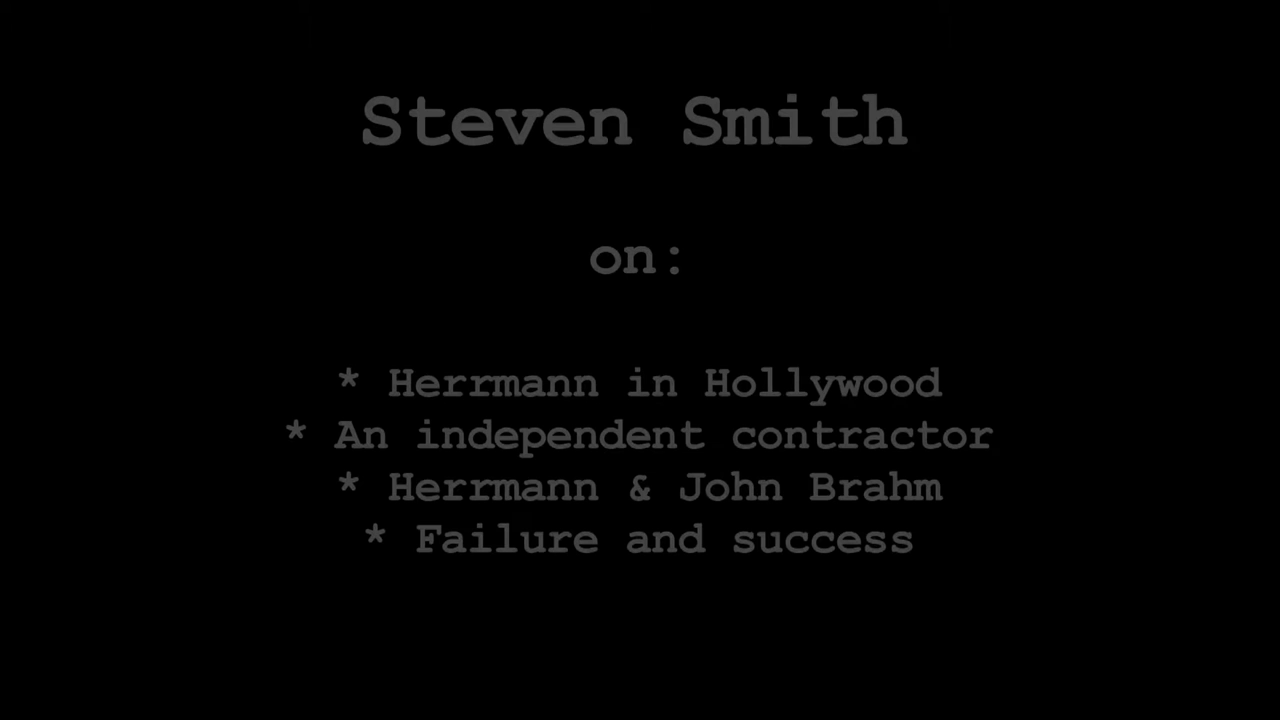 Steven Smith
on:
* Herrmann in Hollywood
* An independent contractor
* Herrmann & John Brahm
* Failure and success